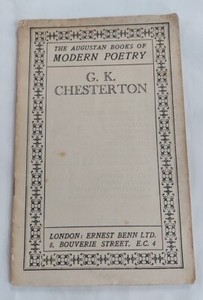 THE AUGUSTAN BOOKS OF
MODERN POETRY
G. K.
CHESTERTON
LONDON: ERNEST BENN LTD.
8, BOUVERIE STREET, E.C. 4